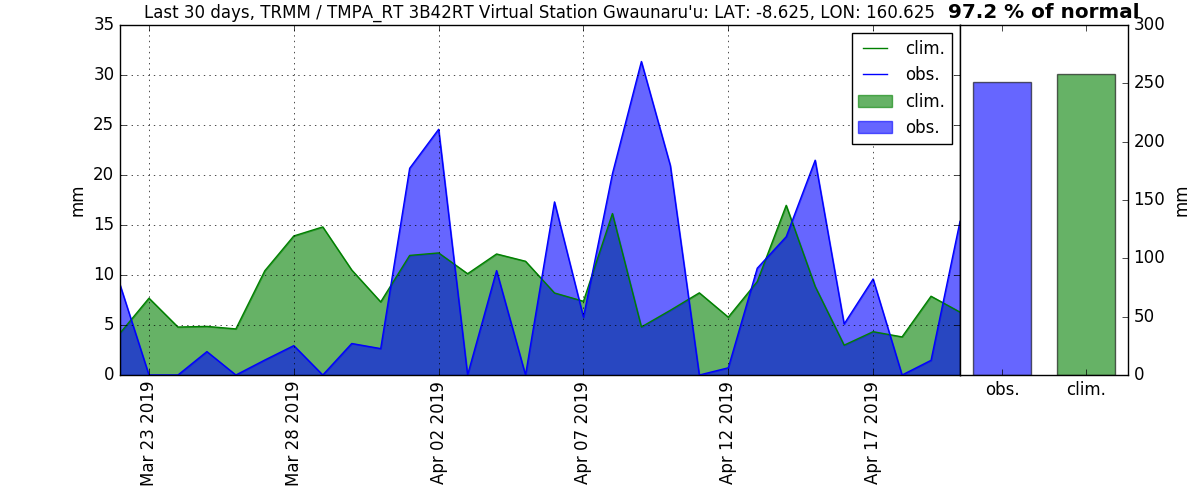 Last 30 days, TRMM / TMPA_RT 3B42RT Virtual Station Gwaunaru'u: LAT: -8.625, LON: 160.625 97.2 % of normal
35
30
25
20
15
10
5
0
mm
clim.
obs.
clim.
obs.
Mar 23 2019
Mar 28 2019
Apr 02 2019
Apr 07 2019
Apr 12 2019
Apr 17 2019
300
250
200
150
100
50
0
mm
obs. clim.